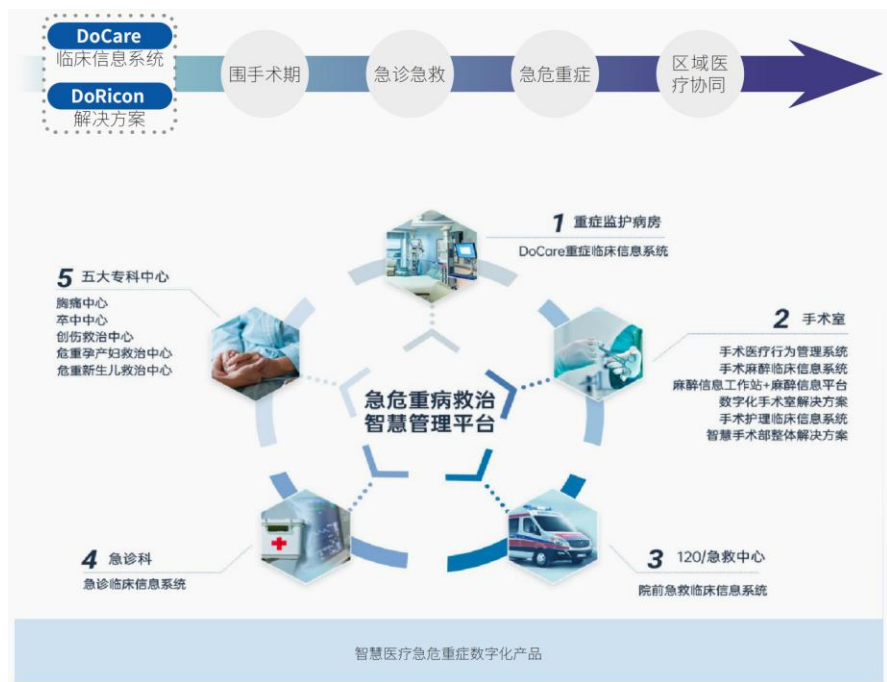 DoCare
临床信息系统
DoRicon
解决方案
围手术期
急诊急救
急危重症
区域医
疗协同
1 重症监护病房
DoCare重症临床信息系统
5 五大专科中心
胸痛中心
卒中中心
创伤救治中心
危重孕产妇救治中心
危重新生儿救治中心
2 手术室
手术医疗行为管理系统
手术麻醉临床信息系统
麻醉信息工作站+麻醉信息平台
数字化手术室解决方案
手术护理临床信息系统
智慧手术部整体解决方案
急危重病救治
智慧管理平台
4 急诊科
急诊临床信息系统
3 120/急救中心
院前急救临床信息系统
智慧医疗急危重症数字化产品